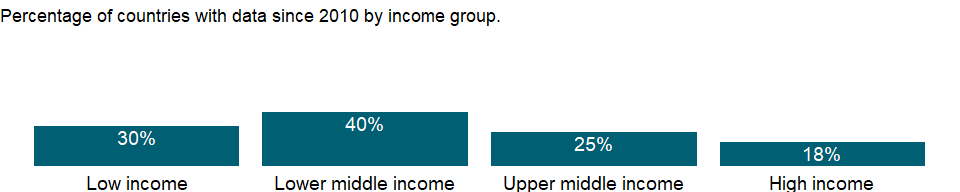 Percentage of countries with data since 2010 by income group.
30%
40%
25%
18%
Low income
Lower middle income
Upper middle income
High income